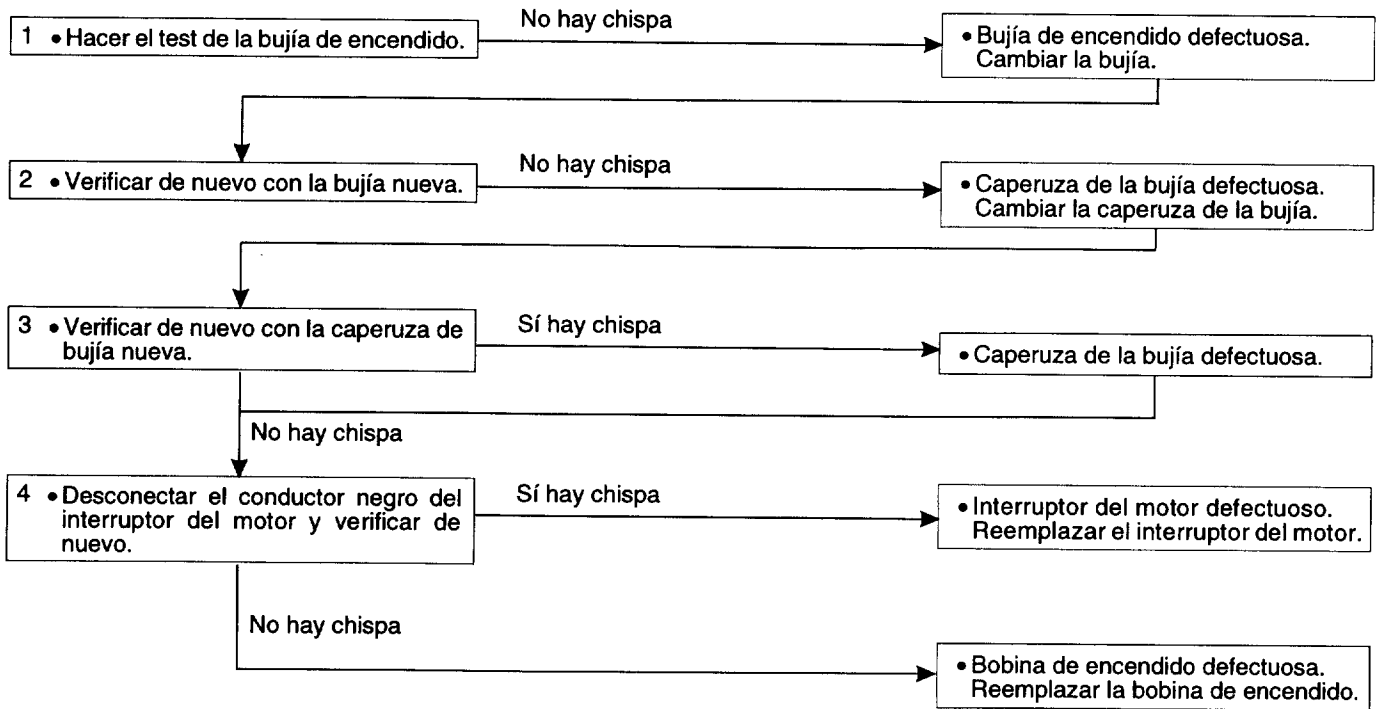 No hay chispa
1 • Hacer el test de la bujía de encendido.
• Bujía de encendido defectuosa.
Cambiar la bujía.
No hay chispa
2 • Verificar de nuevo con la bujía nueva.
• Caperuza de la bujía defectuosa.
Cambiar la caperuza de la bujía.
3 • Verificar de nuevo con la caperuza de
bujía nueva.
Sí hay chispa
• Caperuza de la bujía defectuosa.
No hay chispa
4 • Desconectar el conductor negro del
interruptor del motor y verificar de
nuevo.
Sí hay chispa
• Interruptor del motor defectuoso.
Reemplazar el interruptor del motor.
No hay chispa
• Bobina de encendido defectuosa.
Reemplazar la bobina de encendido.